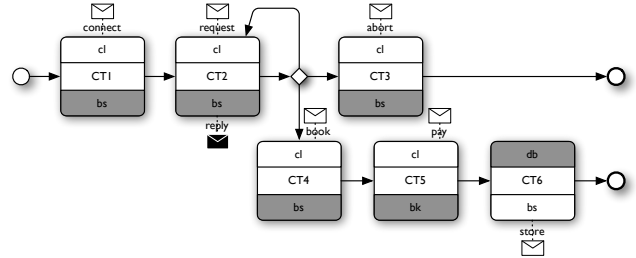 connect
request
abort
cl
cl
cl
CT1
CT2
CT3
bs
bs
bs
reply
book
pay
cl
cl
db
CT4
CT5
CT6
bs
bk
bs
store